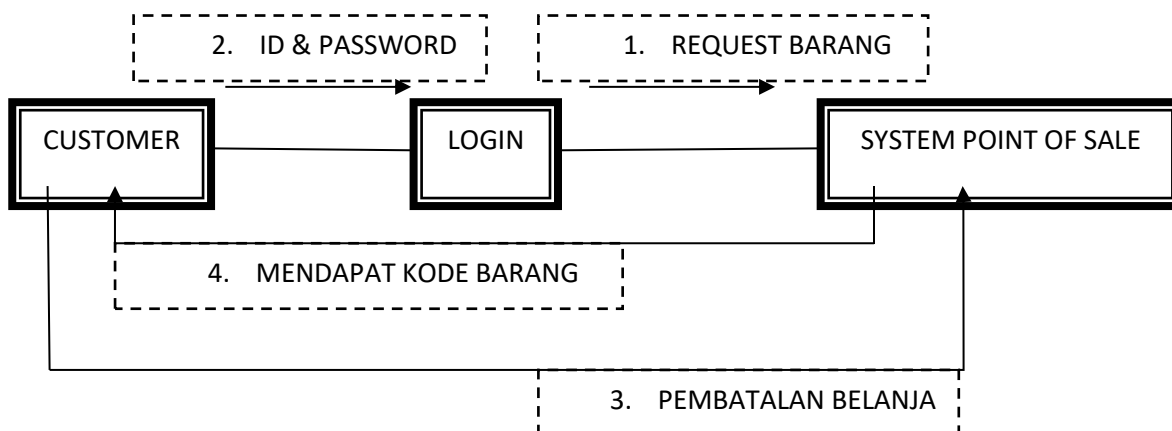 2. ID & PASSWORD
1. REQUEST BARANG
CUSTOMER
LOGIN
SYSTEM POINT OF SALE
4. MENDAPAT KODE BARANG
3. PEMBATALAN BELANJA